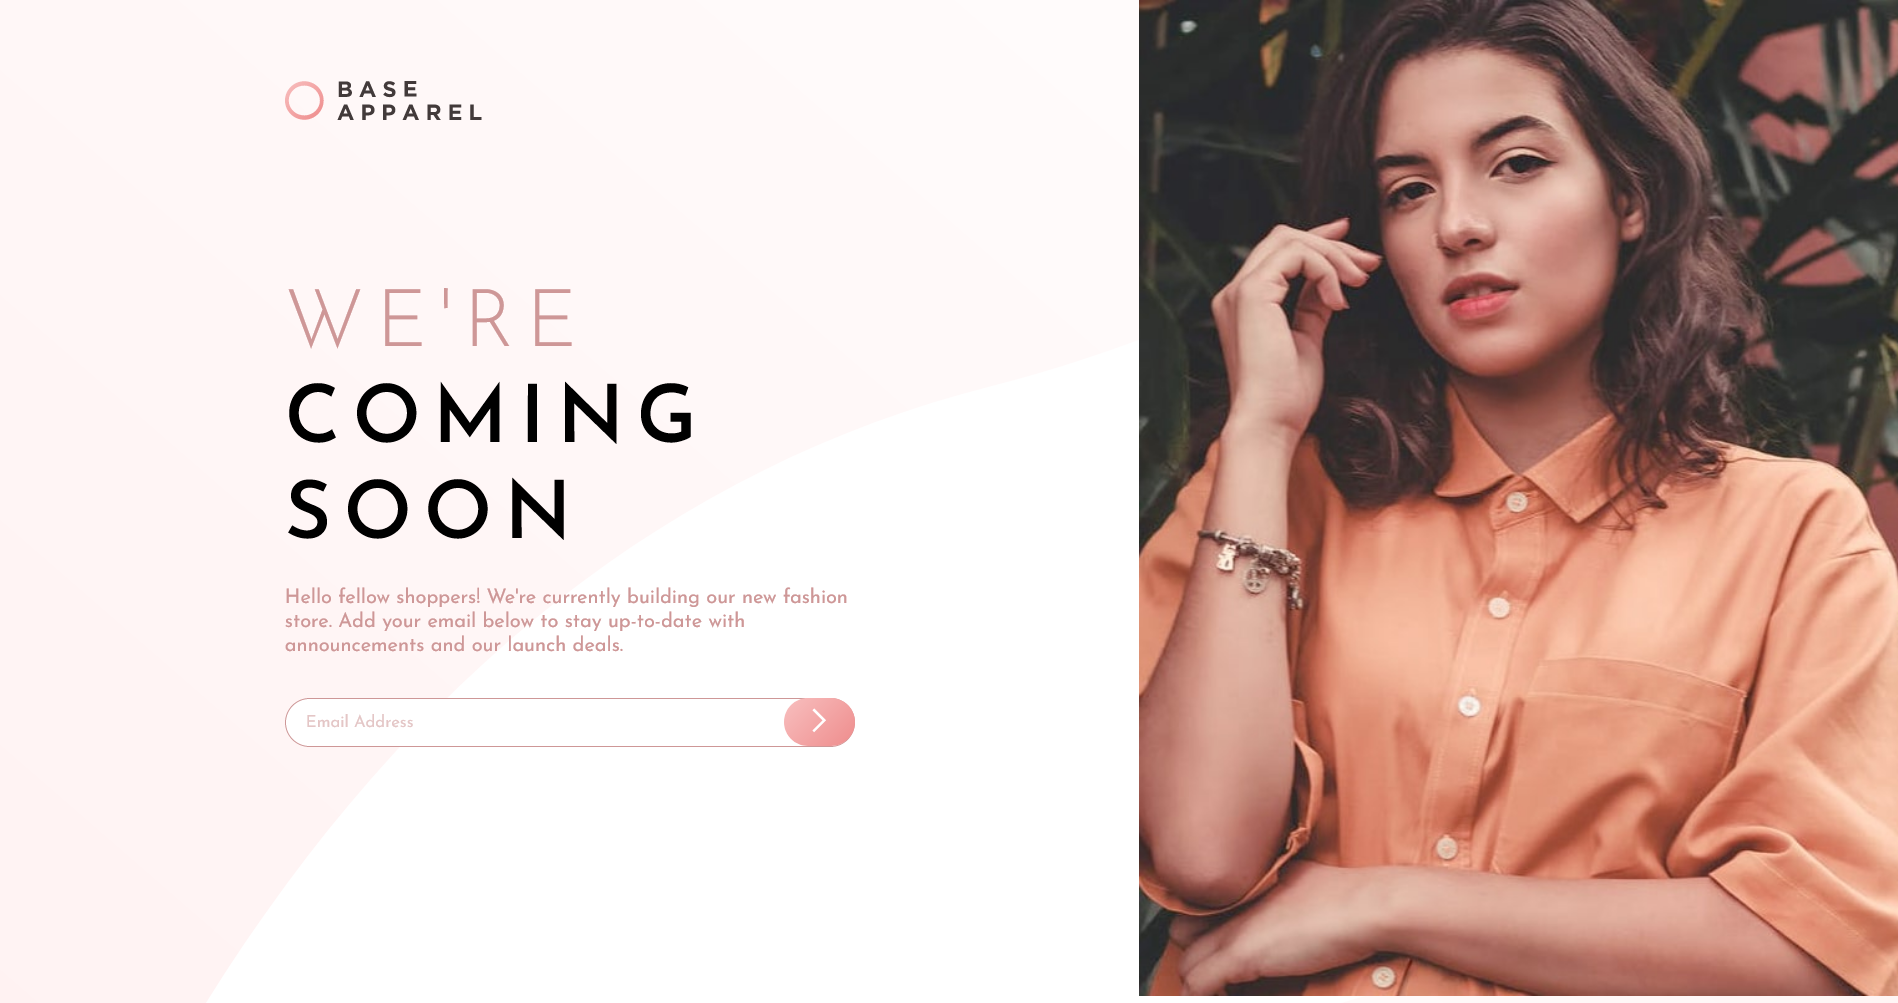 BASE
APPAREL
WE'RE
COMING
SOON
Hello fellow shoppers! We're currently building our new fashion
store. Add your email below to stay up-to-date with
announcements and our launch deals.
Email Address